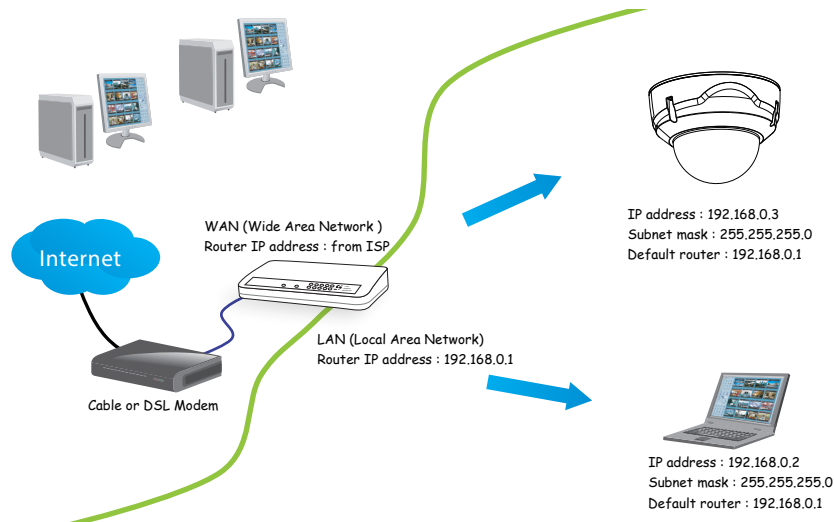 WAN (Wide Area Network )
Router IP address : from ISP
Internet
LAN (Local Area Network)
Router IP address : 192.168.0.1
Cable or DSL Modem
IP address : 192.168.0.3
Subnet mask : 255.255.255.0
Default router : 192.168.0.1
IP address : 192.168.0.2
Subnet mask : 255.255.255.0
Default router : 192.168.0.1